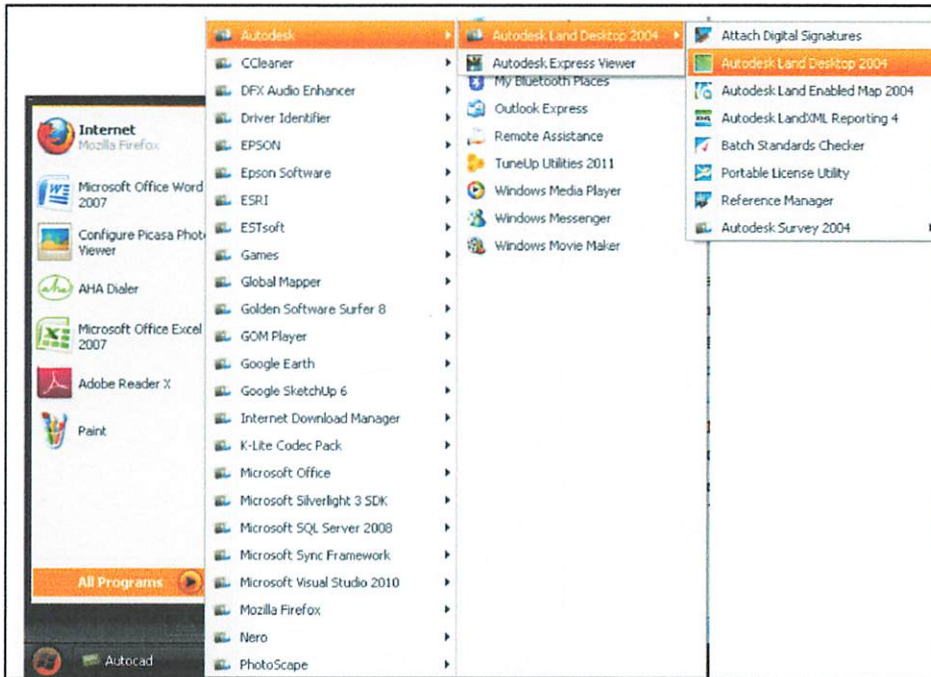 Internet
Mozilla Firefox
Microsoft Office Word
2007
Configure Picasa Phot
Viewer
AHA Dialer
Microsoft Office Excel
2007
Adobe Reader X
Paint
All Programs
Autocad
Autodesk
CCleaner
DFX Audio Enhancer
Driver Identifier
EPSON
Epson Software
ESRI
ESTsoft
Games
Global Mapper
Golden Software Surfer 8
GOM Player
Google Earth
Google SketchUp 6
Internet Download Manager
K-Lite Codec Pack
Microsoft Office
Microsoft Silverlight 3 SDK
Microsoft SQL Server 2008
Microsoft Sync Framework
Microsoft Visual Studio 2010
Mozilla Firefox
Nero
PhotoScape
Autodesk Land Desktop 2004
Autodesk Express Viewer
My Bluetooth Places
Outlook Express
Remote Assistance
TuneUp Utilities 2011
Windows Media Player
Windows Messenger
Windows Movie Maker
Attach Digital Signatures
Autodesk Land Desktop 2004
Autodesk Land Enabled Map 2004
Autodesk LandXML Reporting 4
Batch Standards Checker
Portable License Utility
Reference Manager
Autodesk Survey 2004